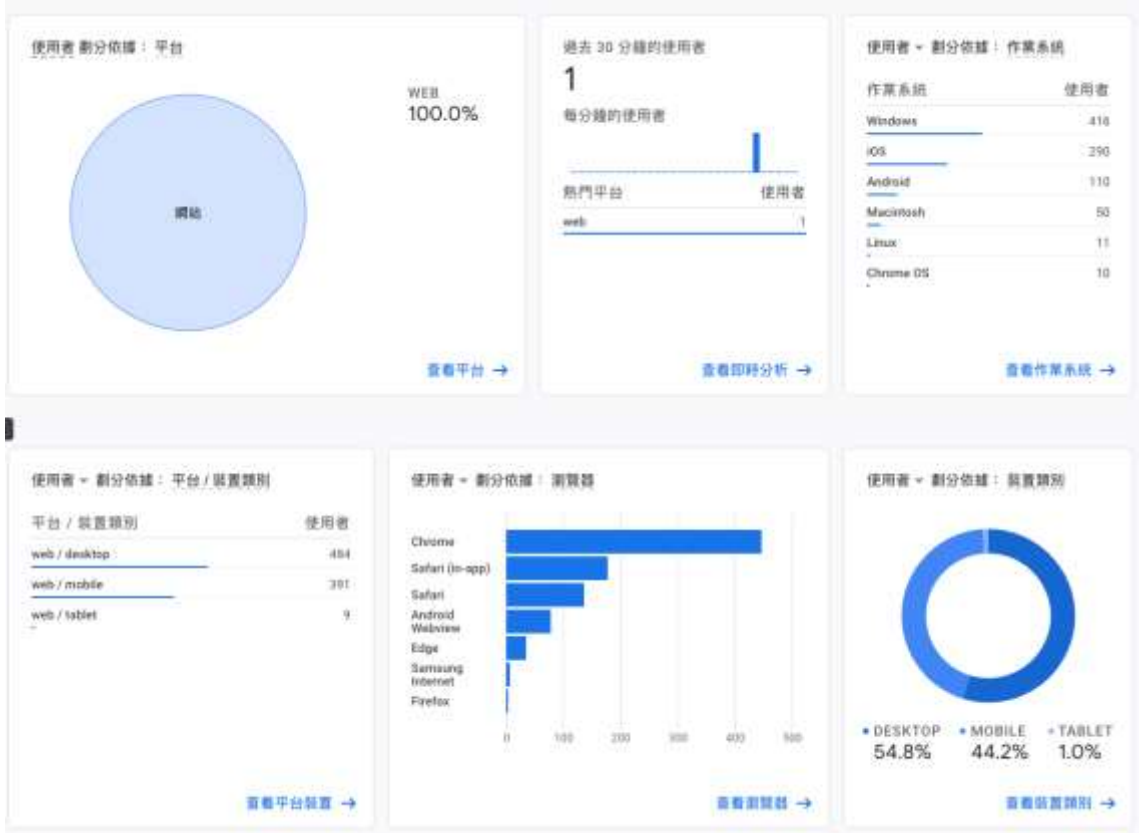 使用者 劃分依據： 平台
WEB
100.0%
網站
查看平台 →
過去 30 分鐘的使用者
1
每分鐘的使用者
熱門平台 使用者
web 1
查看即時分析 →
使用者 劃分依據： 作業系統
作業系統 使用者
Windows 416
iOS 290
Android 110
Macintosh 50
Linux 11
Chrome OS 10
查看作業系統 →
使用者 劃分依據： 平台 / 裝置類別
平台 / 裝置類別 使用者
web / desktop 484
web / mobile 391
web / tablet 9
查看平台裝置 →
使用者 劃分依據： 瀏覽器
Chrome
Safari (in-app)
Safari
Android
Webview
Edge
Samsung
Internet
Firefox
0 100 200 300 400 500
查看瀏覽器 →
使用者 劃分依據： 裝置類別
DESKTOP MOBILE TABLET
54.8% 44.2% 1.0%
查看裝置類別 →